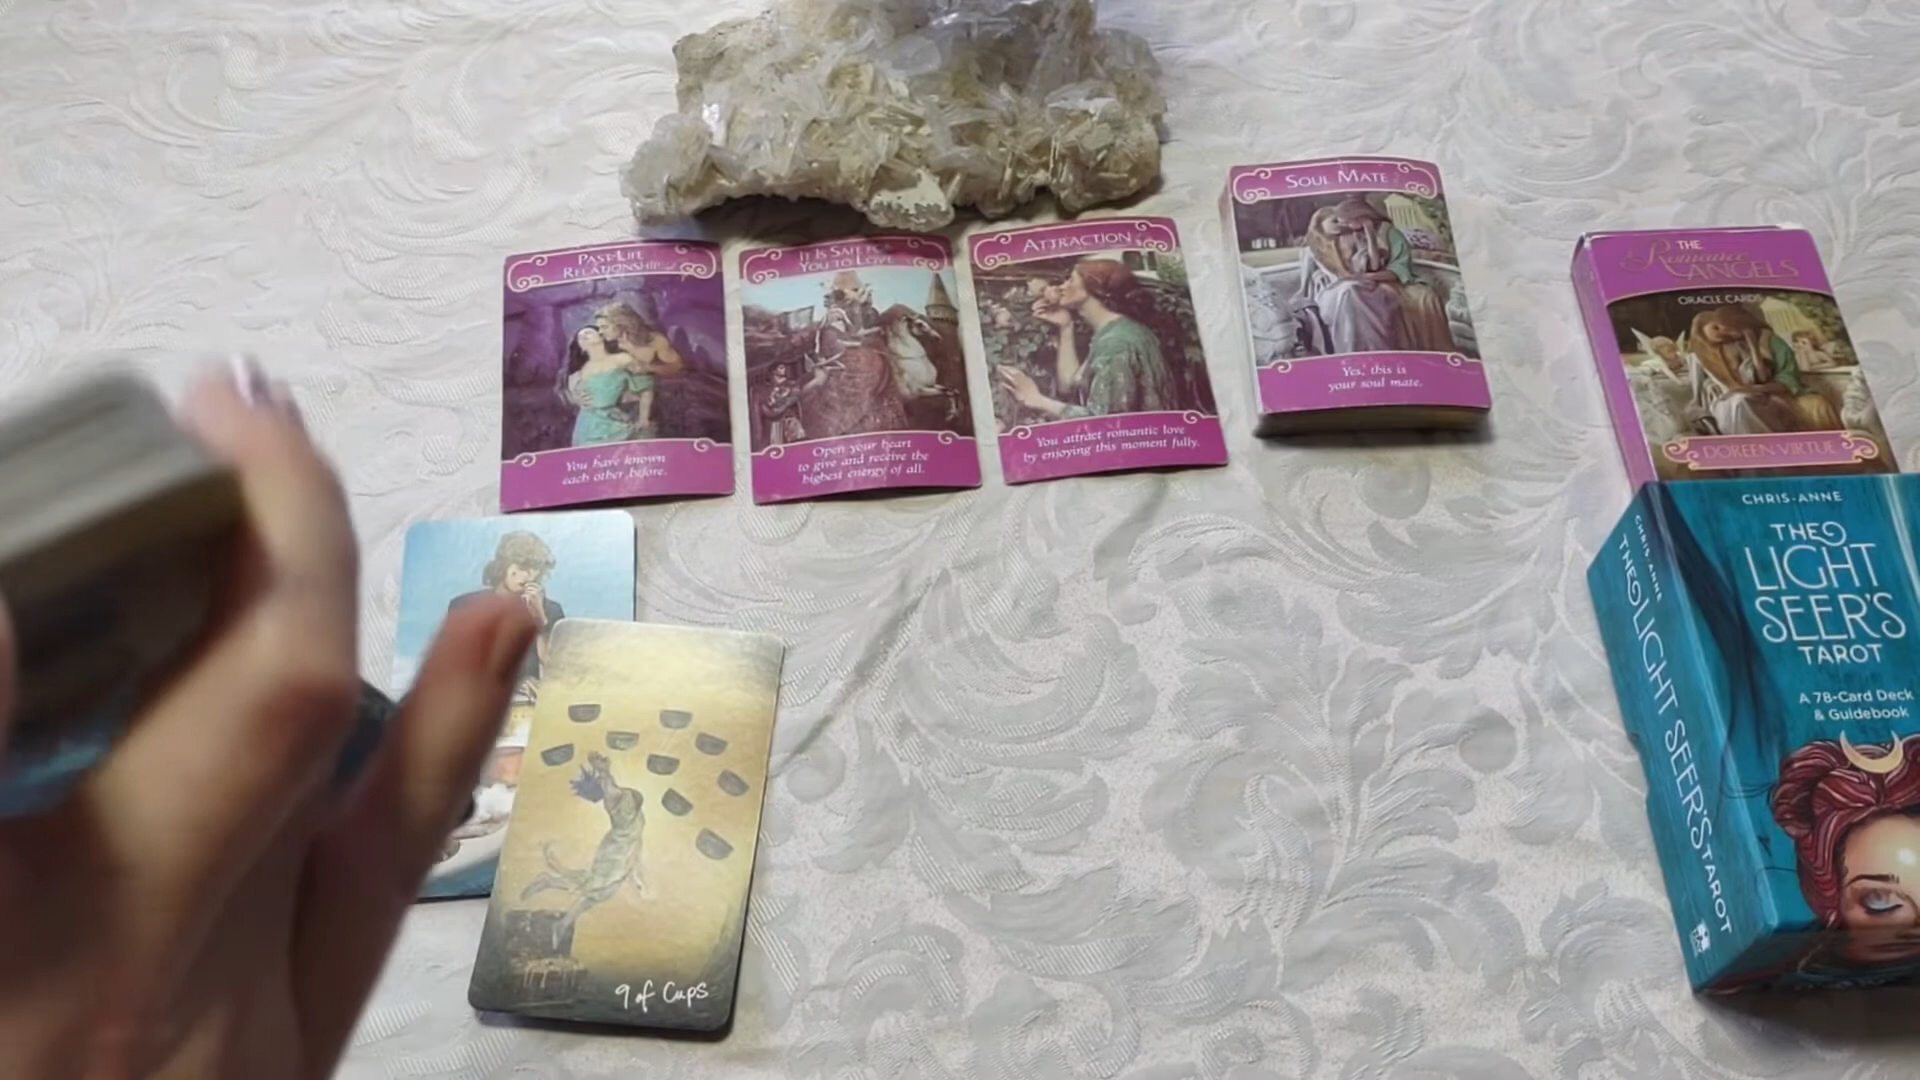 PAST-LIFE
RELATIONSHIP
You have known
each other before.
IT IS SAFE FOR
YOU TO LOVE
Open your heart
to give and receive the
highest energy of all.
ATTRACTION
You attract romantic love
by enjoying this moment fully.
SOUL MATE
Yes, this is
your soul mate.
THE
Romance
ANGELS
ORACLE CARDS
DOREEN VIRTUE
CHRIS-ANNE
THE
LIGHT
SEER'S
TAROT
A 78-Card Deck
& Guidebook
CHRIS-ANNE
THE LIGHT SEER'S TAROT
9 of Cups